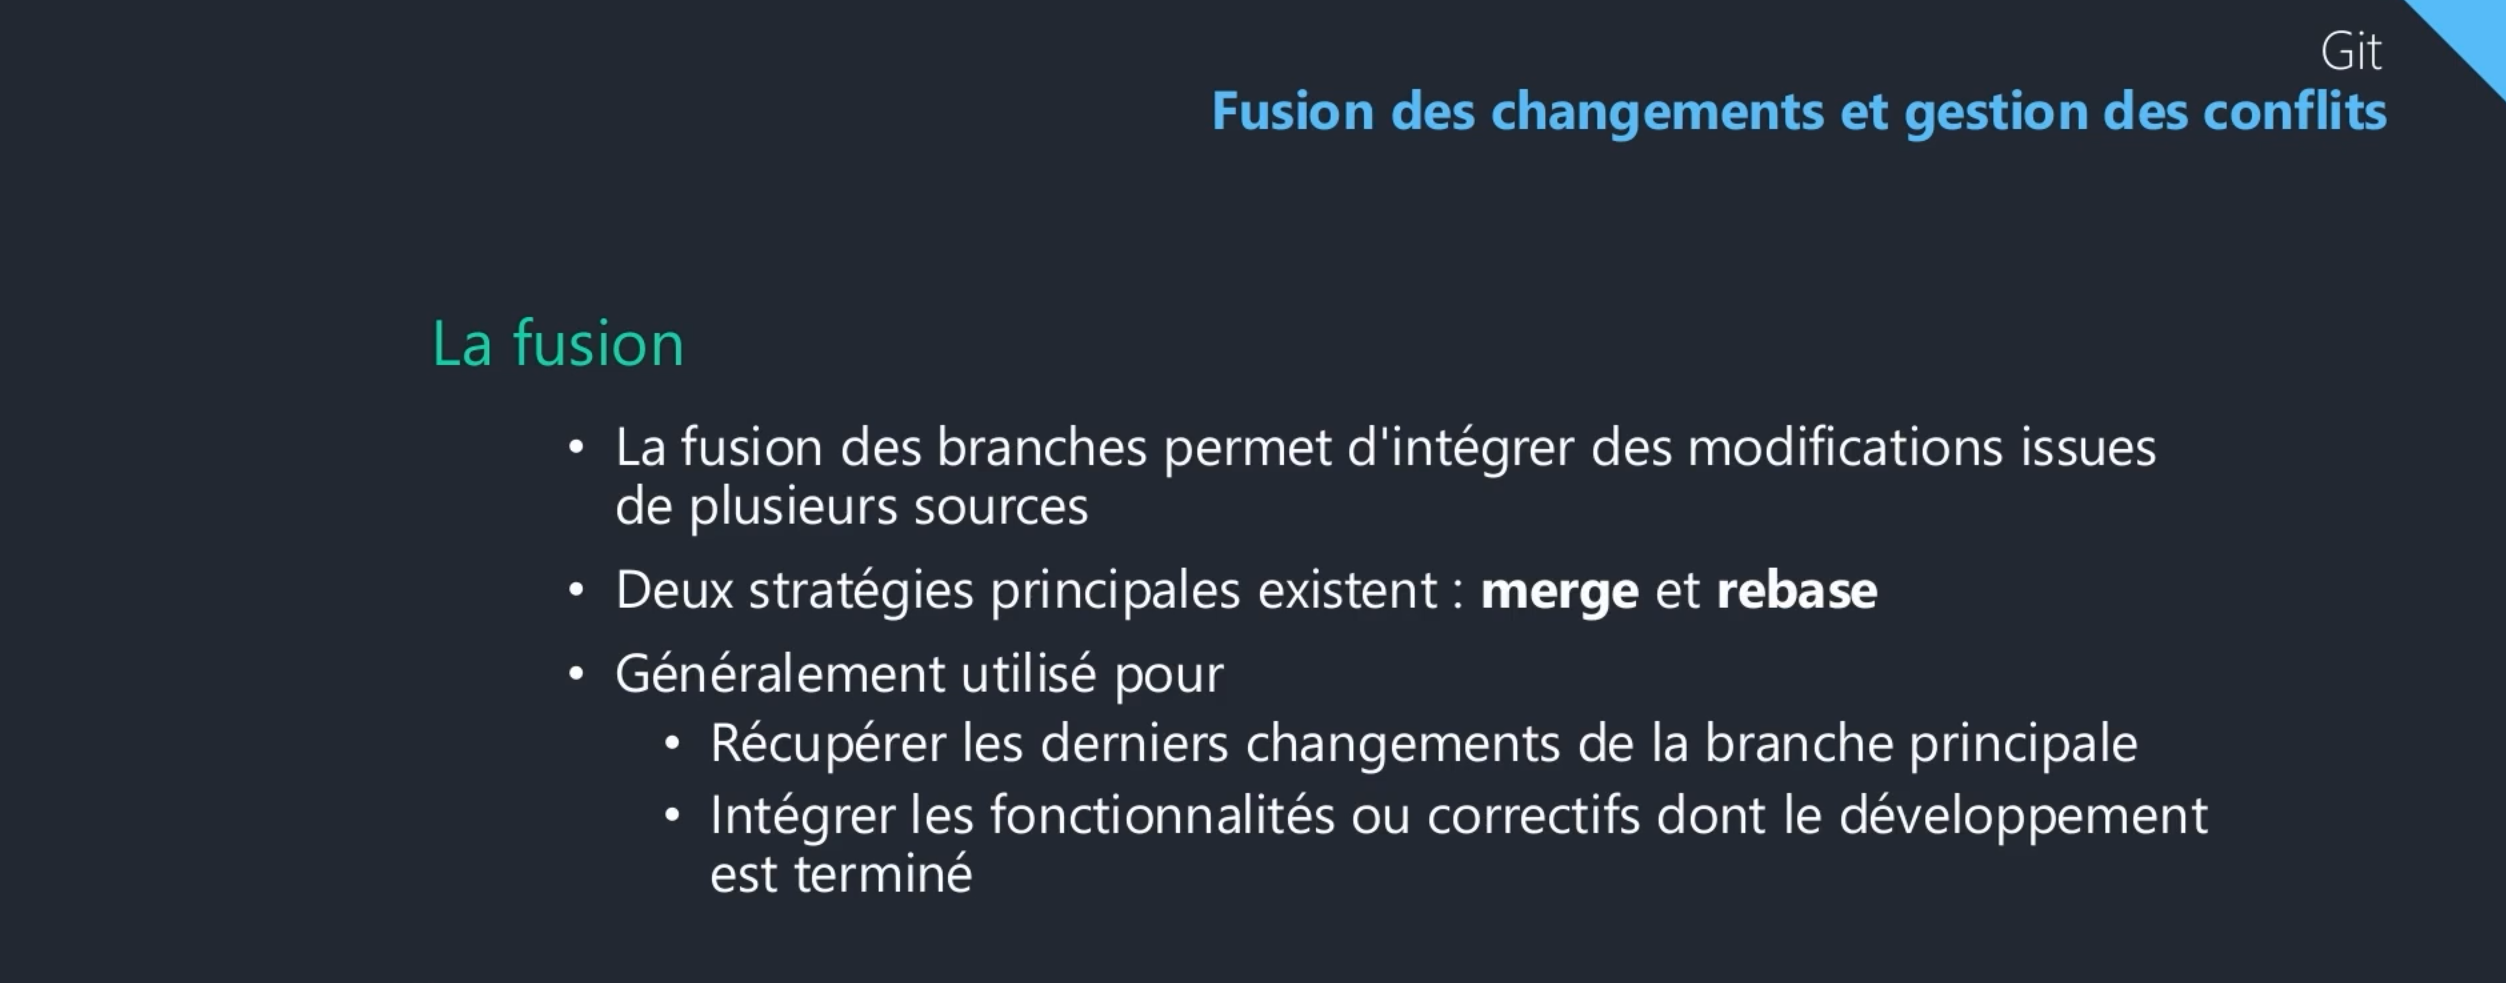 Git
Fusion des changements et gestion des conflits
La fusion
• La fusion des branches permet d'intégrer des modifications issues
de plusieurs sources
• Deux stratégies principales existent : merge et rebase
• Généralement utilisé pour
• Récupérer les derniers changements de la branche principale
• Intégrer les fonctionnalités ou correctifs dont le développement
est terminé